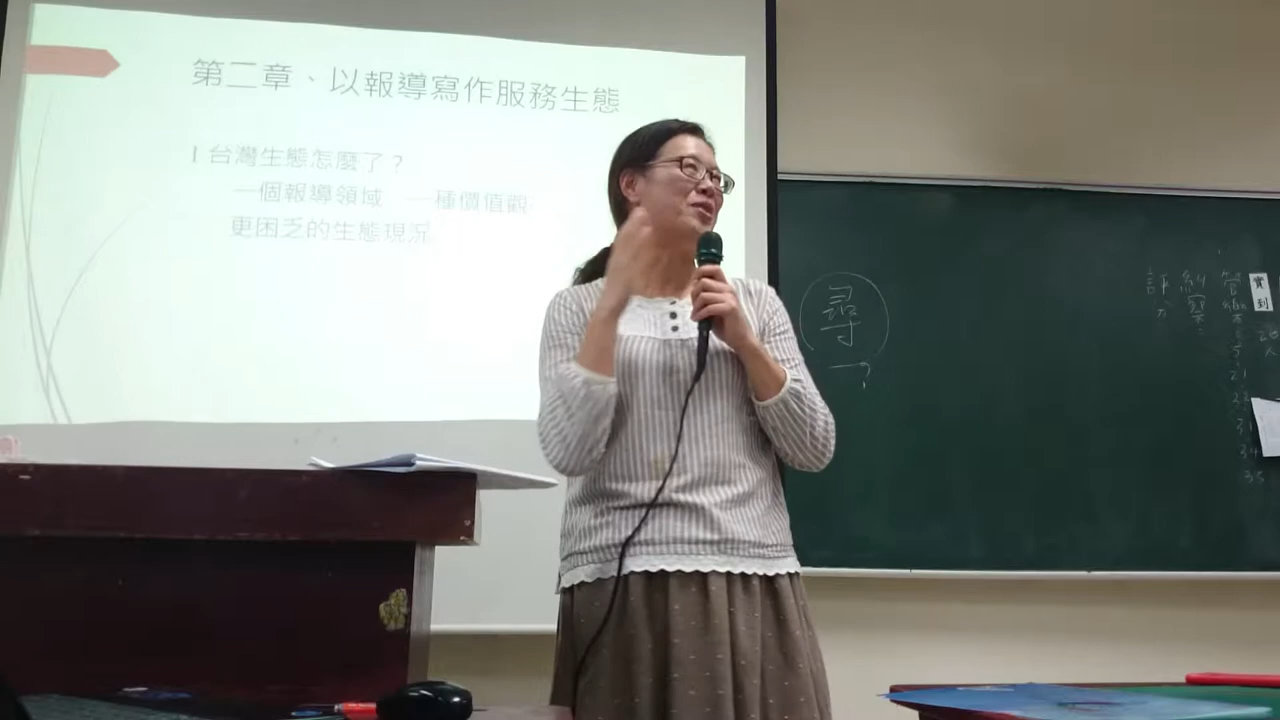 第二章、以報導寫作服務生態
I 台灣生態怎麼了？
一個報導領域 一種價值觀
更困乏的生態現況
尋
一?
實到